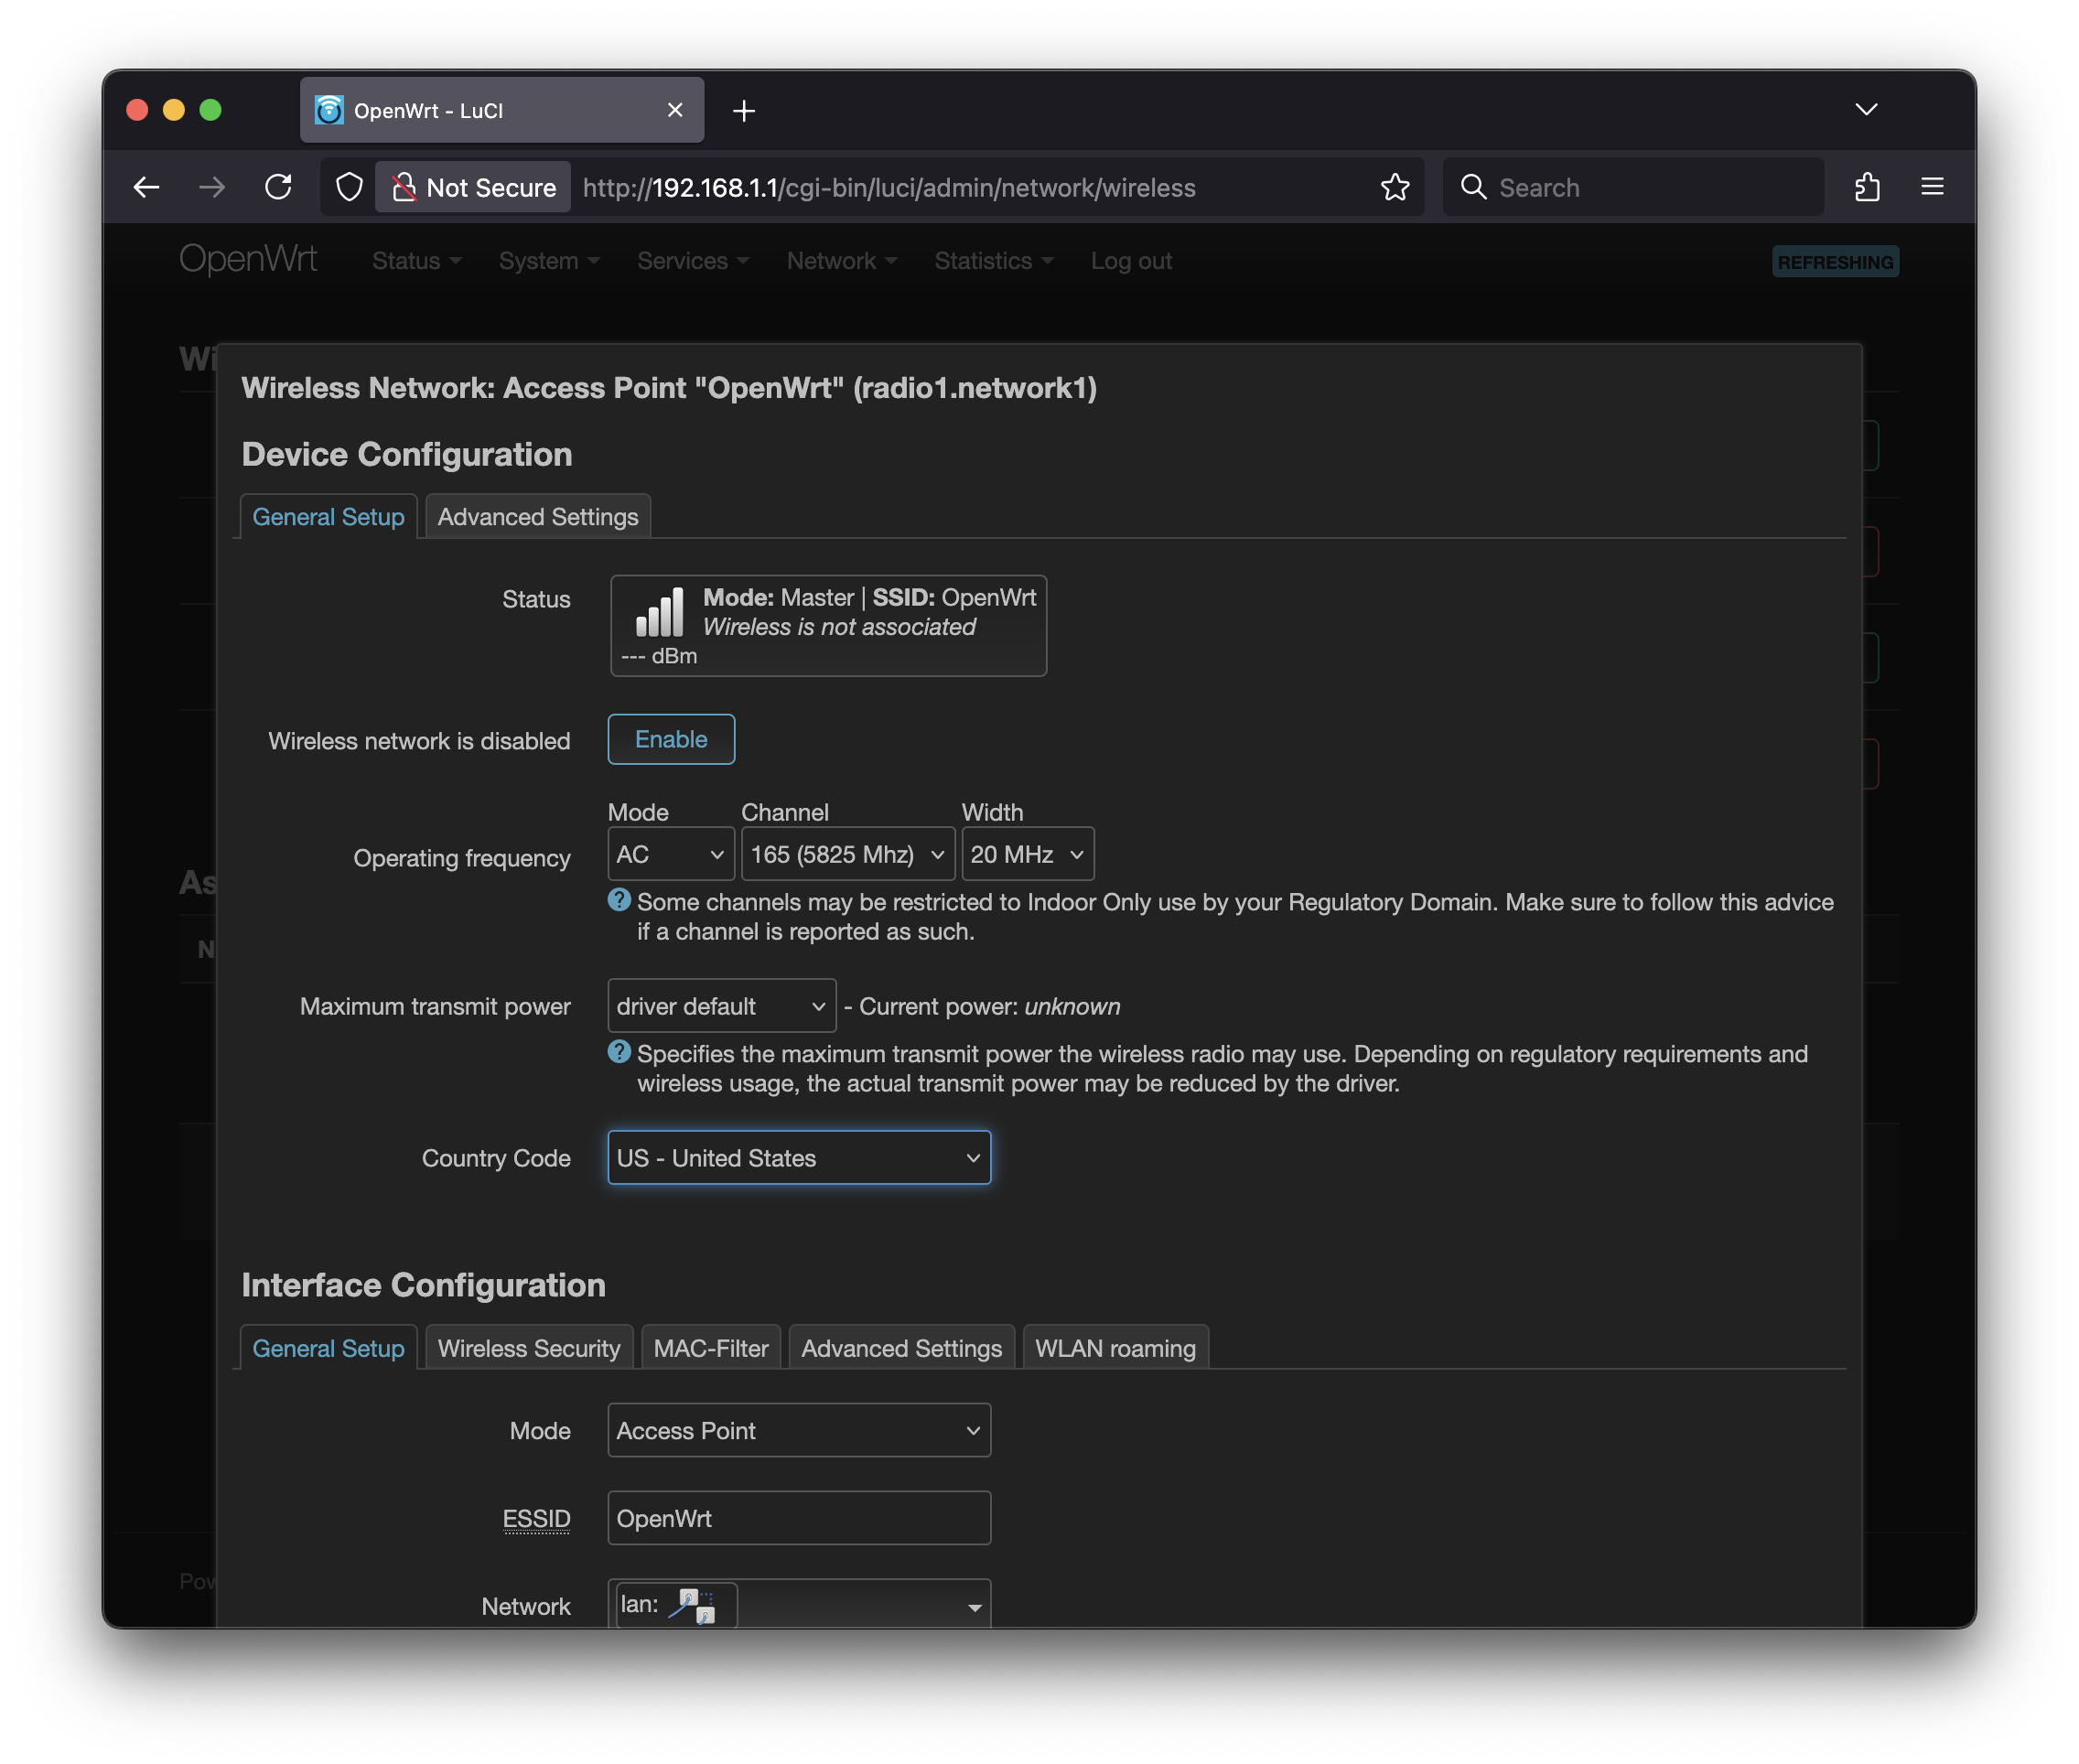 OpenWrt - LuCI
Not Secure
http://192.168.1.1/cgi-bin/luci/admin/network/wireless
Search
OpenWrt
Status
System
Services
Network
Statistics
Log out
REFRESHING
Wi
Wireless Network: Access Point "OpenWrt" (radio1.network1)
Device Configuration
General Setup
Advanced Settings
Status
Mode: Master | SSID: OpenWrt
Wireless is not associated
--- dBm
Wireless network is disabled
Enable
Mode
Channel
Width
Operating frequency
AC
165 (5825 Mhz)
20 MHz
As
Some channels may be restricted to Indoor Only use by your Regulatory Domain. Make sure to follow this advice
if a channel is reported as such.
N
Maximum transmit power
driver default
- Current power: unknown
Specifies the maximum transmit power the wireless radio may use. Depending on regulatory requirements and
wireless usage, the actual transmit power may be reduced by the driver.
Country Code
US - United States
Interface Configuration
General Setup
Wireless Security
MAC-Filter
Advanced Settings
WLAN roaming
Mode
Access Point
ESSID
OpenWrt
Pow
Network
lan: